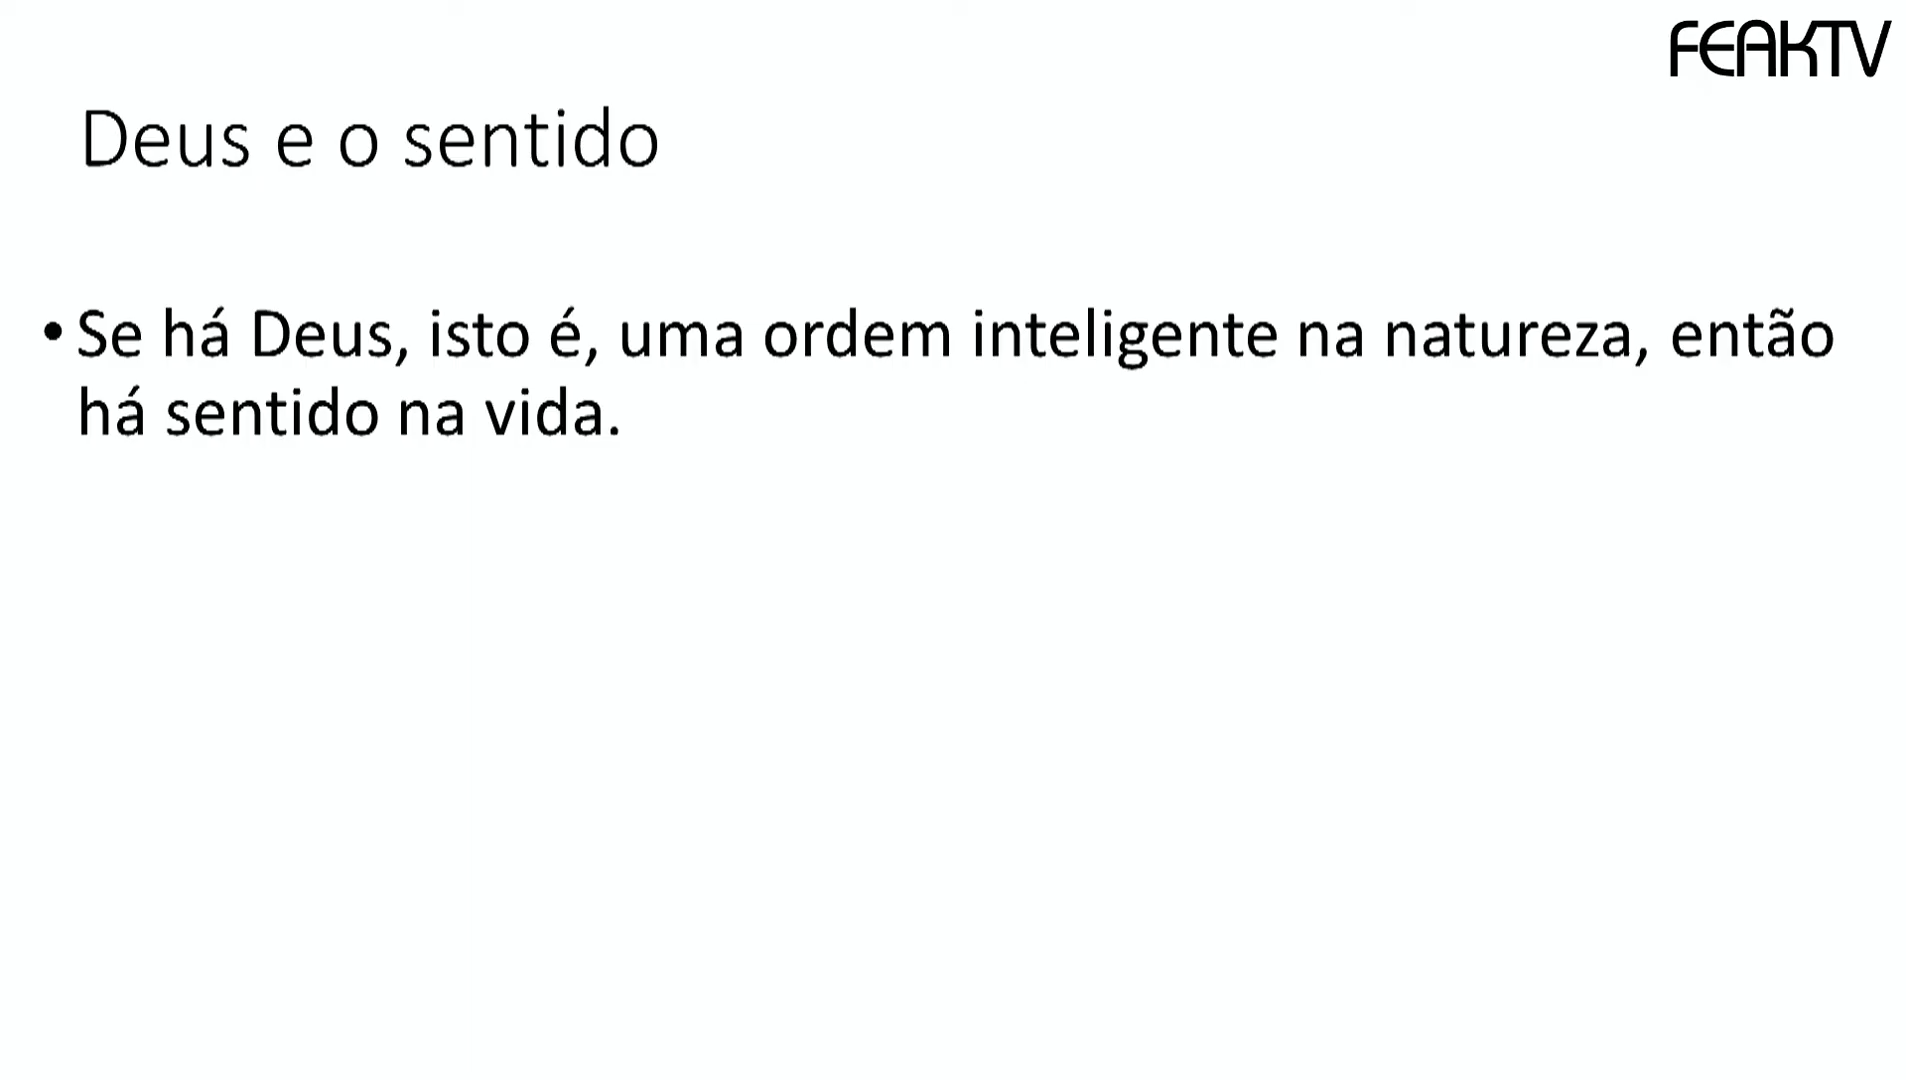 FEAKTV
Deus e o sentido
• Se há Deus, isto é, uma ordem inteligente na natureza, então
há sentido na vida.